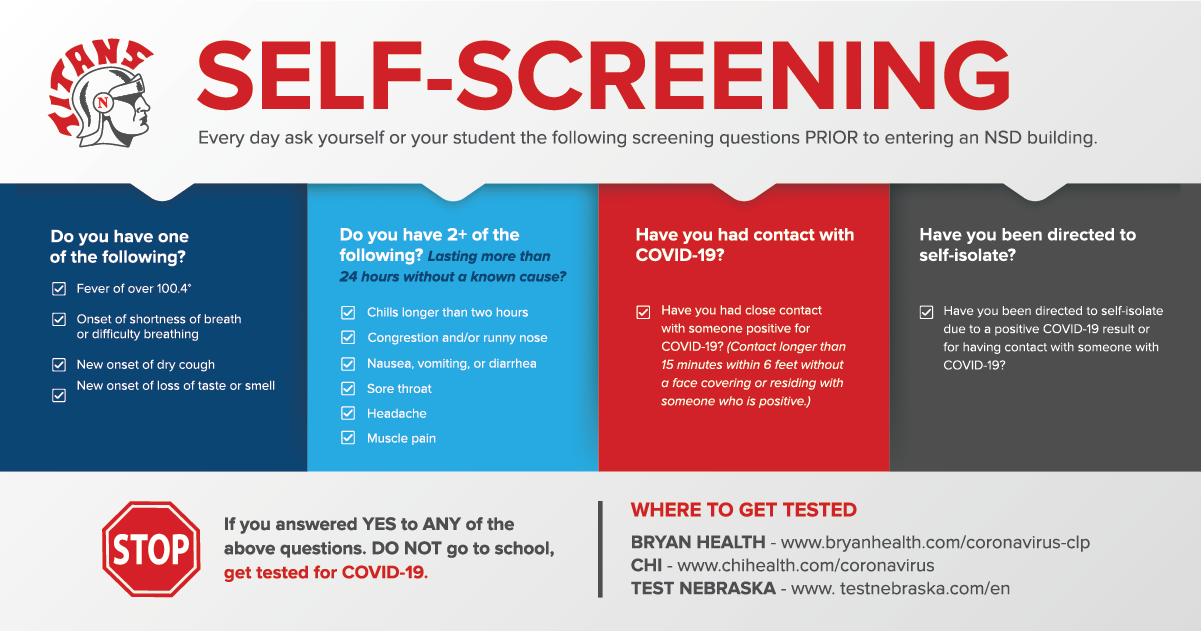 TITANS
N
SELF-SCREENING
Every day ask yourself or your student the following screening questions PRIOR to entering an NSD building.
Do you have one
of the following?
Fever of over 100.4°
Onset of shortness of breath
or difficulty breathing
New onset of dry cough
New onset of loss of taste or smell
Do you have 2+ of the
following? Lasting more than
24 hours without a known cause?
Chills longer than two hours
Congestion and/or runny nose
Nausea, vomiting, or diarrhea
Sore throat
Headache
Muscle pain
Have you had contact with
COVID-19?
Have you had close contact
with someone positive for
COVID-19? (Contact longer than
15 minutes within 6 feet without
a face covering or residing with
someone who is positive.)
Have you been directed to
self-isolate?
Have you been directed to self-isolate
due to a positive COVID-19 result or
for having contact with someone with
COVID-19?
STOP
If you answered YES to ANY of the
above questions. DO NOT go to school,
get tested for COVID-19.
WHERE TO GET TESTED
BRYAN HEALTH - www.bryanhealth.com/coronavirus-clp
CHI - www.chihealth.com/coronavirus
TEST NEBRASKA - www. testnebraska.com/en